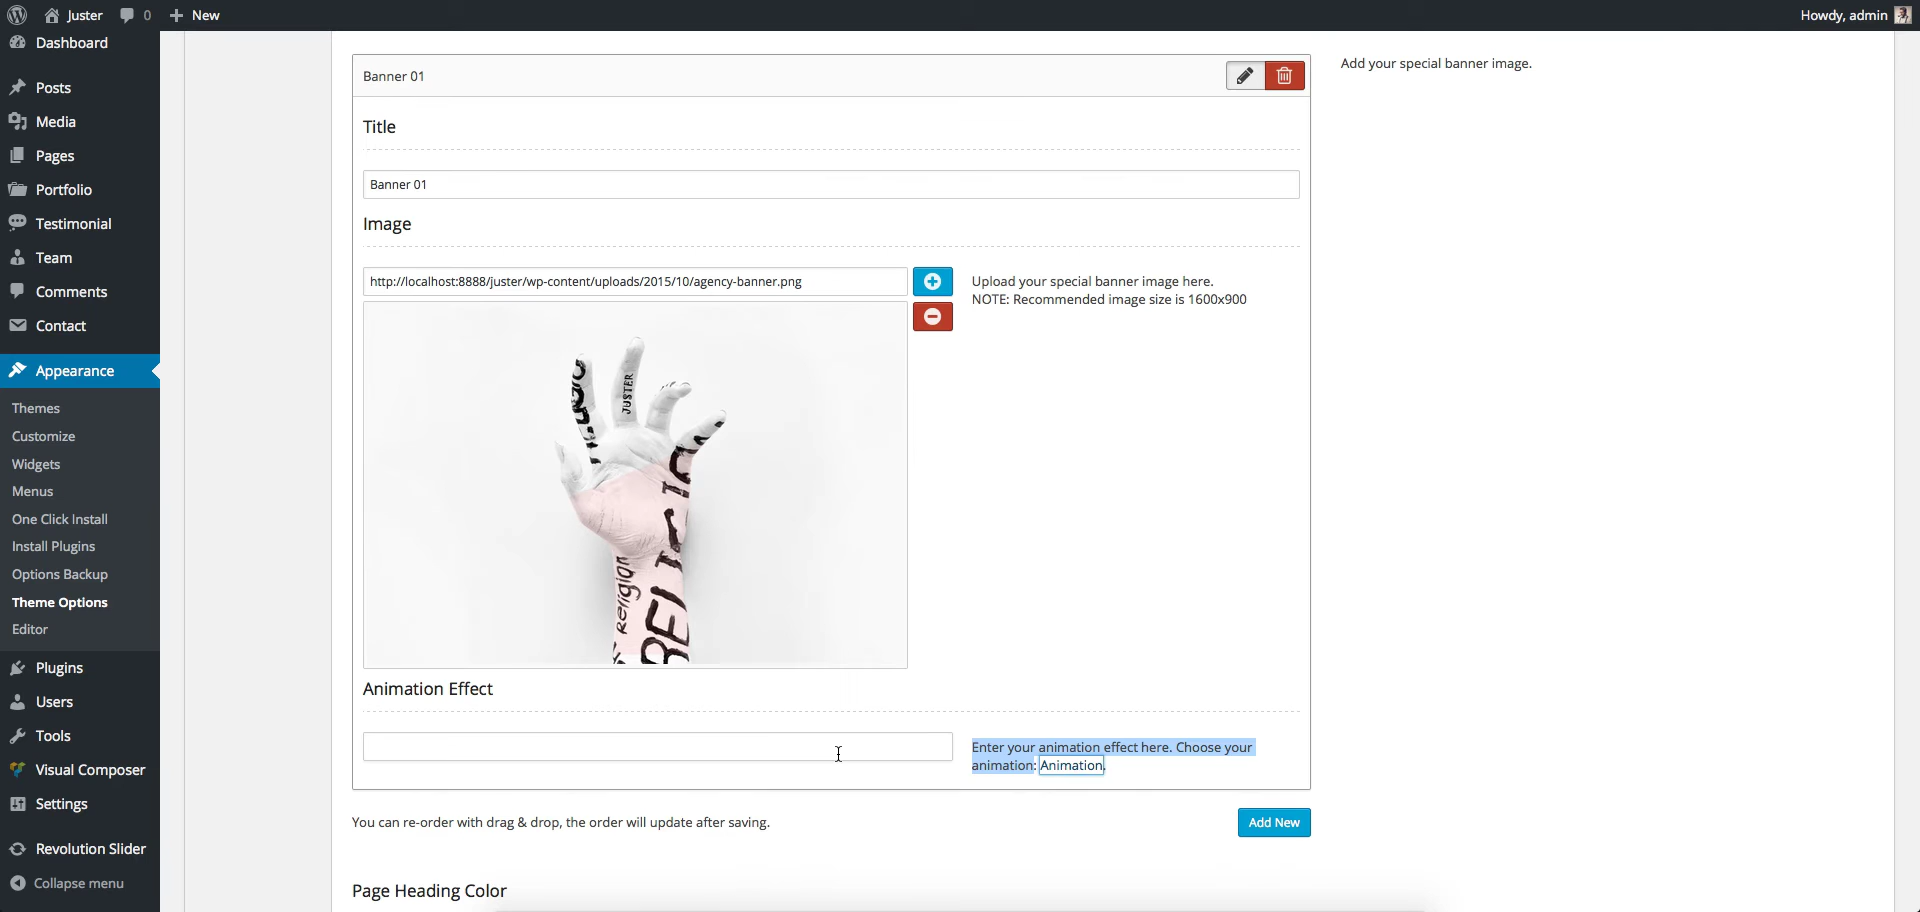 Juster
0
New
Howdy, admin
Dashboard
Posts
Media
Pages
Portfolio
Testimonial
Team
Comments
Contact
Appearance
Themes
Customize
Widgets
Menus
One Click Install
Install Plugins
Options Backup
Theme Options
Editor
Plugins
Users
Tools
Visual Composer
Settings
Revolution Slider
Collapse menu
Banner 01
Add your special banner image.
Title
Banner 01
Image
http://localhost:8888/juster/wp-content/uploads/2015/10/agency-banner.png
Upload your special banner image here.
NOTE: Recommended image size is 1600x900
JUSTER
Religion
Animation Effect
Enter your animation effect here. Choose your
animation: Animation.
You can re-order with drag & drop, the order will update after saving.
Add New
Page Heading Color